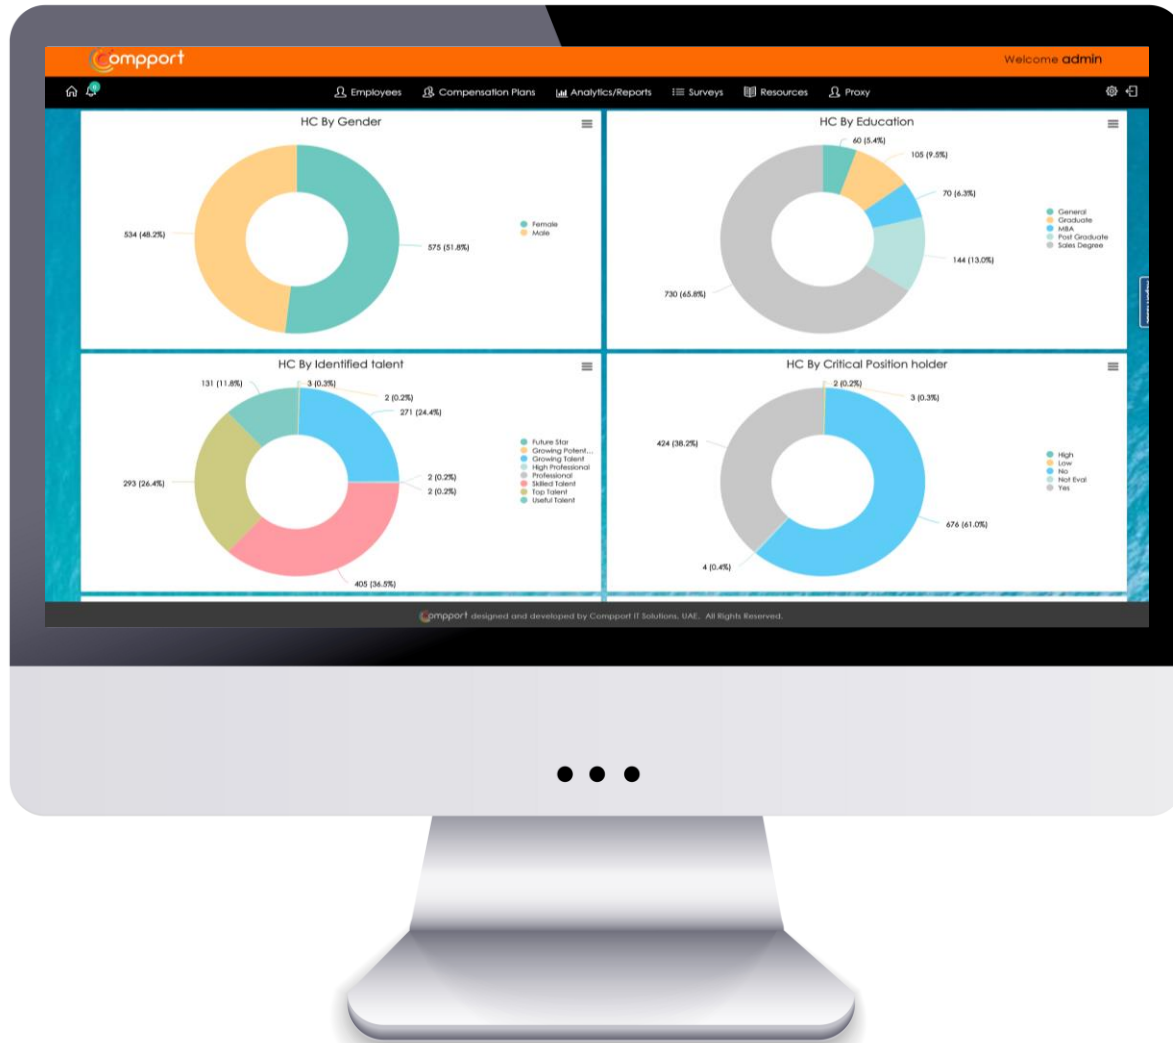 Compport
Welcome admin
Employees Compensation Plans Analytics/Reports Surveys Resources Proxy
HC By Gender
534 (48.2%)
575 (51.8%)
Female
Male
HC By Education
60 (5.4%)
105 (9.5%)
70 (6.3%)
144 (13.0%)
730 (65.8%)
General
Graduate
MBA
Post Graduate
Sales Degree
HC By Identified talent
131 (11.8%)
3 (0.3%)
2 (0.2%)
271 (24.4%)
2 (0.2%)
2 (0.2%)
293 (26.4%)
405 (36.5%)
Future Star
Growing Potent...
Growing Talent
High Professional
Professional
Skilled Talent
Top Talent
Useful Talent
HC By Critical Position holder
2 (0.2%)
3 (0.3%)
424 (38.2%)
676 (61.0%)
4 (0.4%)
High
Low
No
Not Eval
Yes
Compport designed and developed by Compport IT Solutions, UAE. All Rights Reserved.